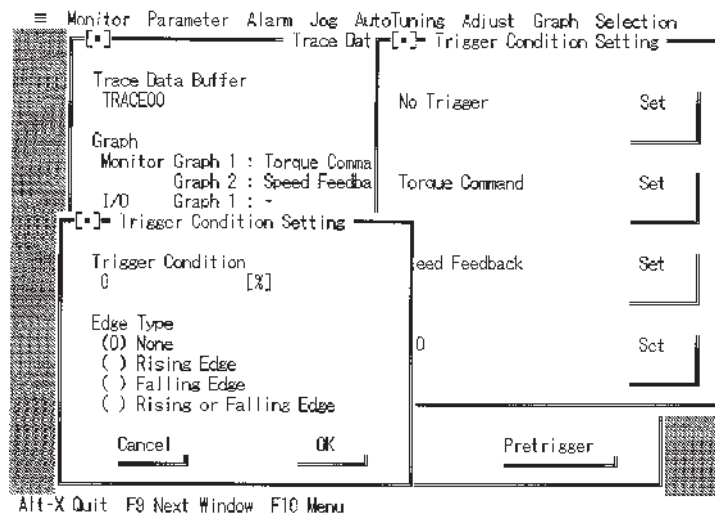 ≡ Monitor Parameter Alarm Jog AutoTuning Adjust Graph Selection
[▪] Trace Dat
Trace Data Buffer
TRACE00
Graph
Monitor Graph 1 : Torque Comma
Graph 2 : Speed Feedba
I/O Graph 1 : -
[▪] Trigger Condition Setting
No Trigger Set
Torque Command Set
eed Feedback Set
O Set
[▪] Trigger Condition Setting
Trigger Condition
0 [%]
Edge Type
(O) None
( ) Rising Edge
( ) Falling Edge
( ) Rising or Falling Edge
Cancel OK
Pretrigger
Alt-X Quit F9 Next Window F10 Menu